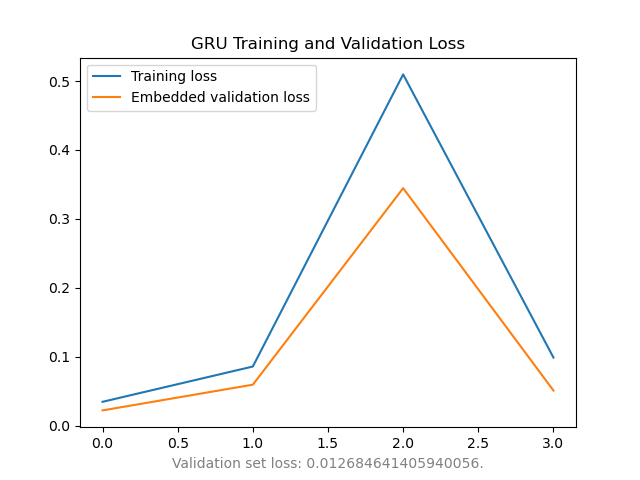 GRU Training and Validation Loss
Training loss
Embedded validation loss
0.5
0.4
0.3
0.2
0.1
0.0
0.0 0.5 1.0 1.5 2.0 2.5 3.0
Validation set loss: 0.012684641405940056.